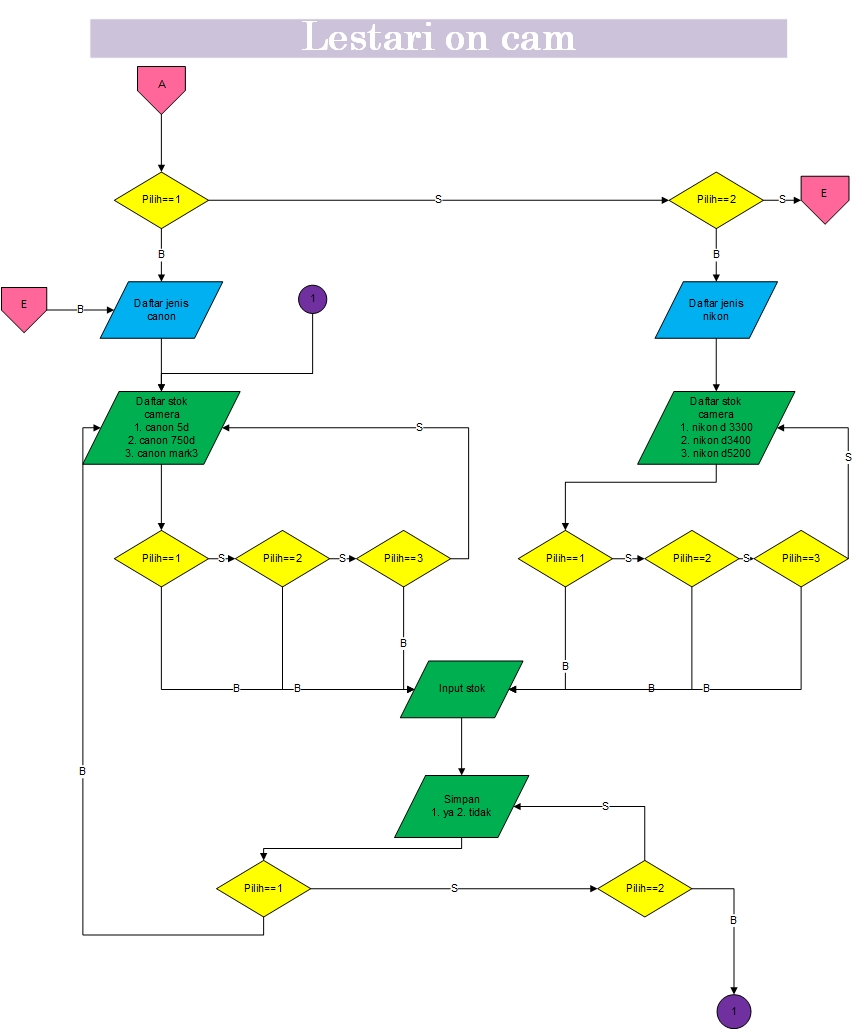 Lestari on cam
A
Pilih==1
S
Pilih==2
S
E
B
B
E
B
Daftar jenis
canon
1
Daftar jenis
nikon
Daftar stok
camera
1. canon 5d
2. canon 750d
3. canon mark3
S
Daftar stok
camera
1. nikon d 3300
2. nikon d3400
3. nikon d5200
S
Pilih==1
S
Pilih==2
S
Pilih==3
Pilih==1
S
Pilih==2
S
Pilih==3
B
B
B
B
Input stok
B
B
B
Simpan
1. ya 2. tidak
S
Pilih==1
S
Pilih==2
B
1